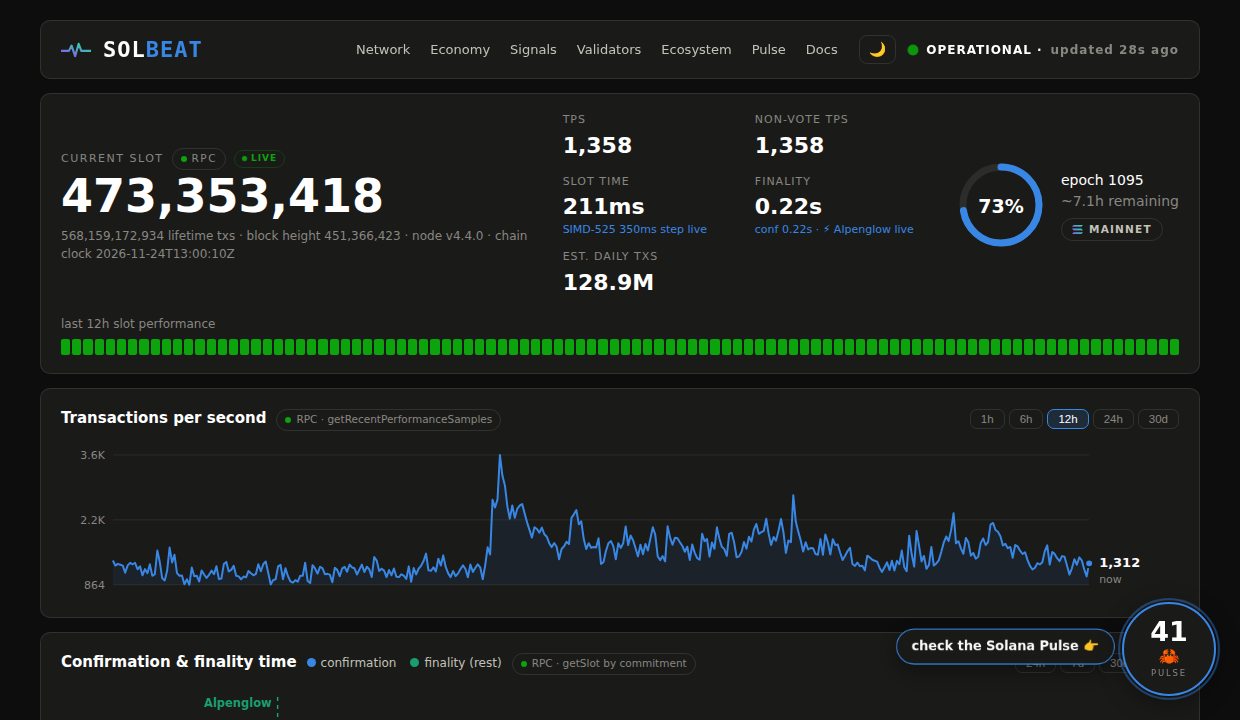 SOLBEAT
Network Economy Signals Validators Ecosystem Pulse Docs
OPERATIONAL · updated 28s ago
CURRENT SLOT RPC LIVE
473,353,418
568,159,172,934 lifetime txs · block height 451,366,423 · node v4.4.0 · chain
clock 2026-11-24T13:00:10Z
TPS
1,358
NON-VOTE TPS
1,358
SLOT TIME
211ms
SIMD-525 350ms step live
FINALITY
0.22s
conf 0.22s · ⚡ Alpenglow live
EST. DAILY TXS
128.9M
73%
epoch 1095
~7.1h remaining
MAINNET
last 12h slot performance
Transactions per second RPC · getRecentPerformanceSamples
1h 6h 12h 24h 30d
3.6K
2.2K
864
1,312
now
Confirmation & finality time confirmation finality (rest) RPC · getSlot by commitment
Alpenglow
check the Solana Pulse 👉
41
PULSE